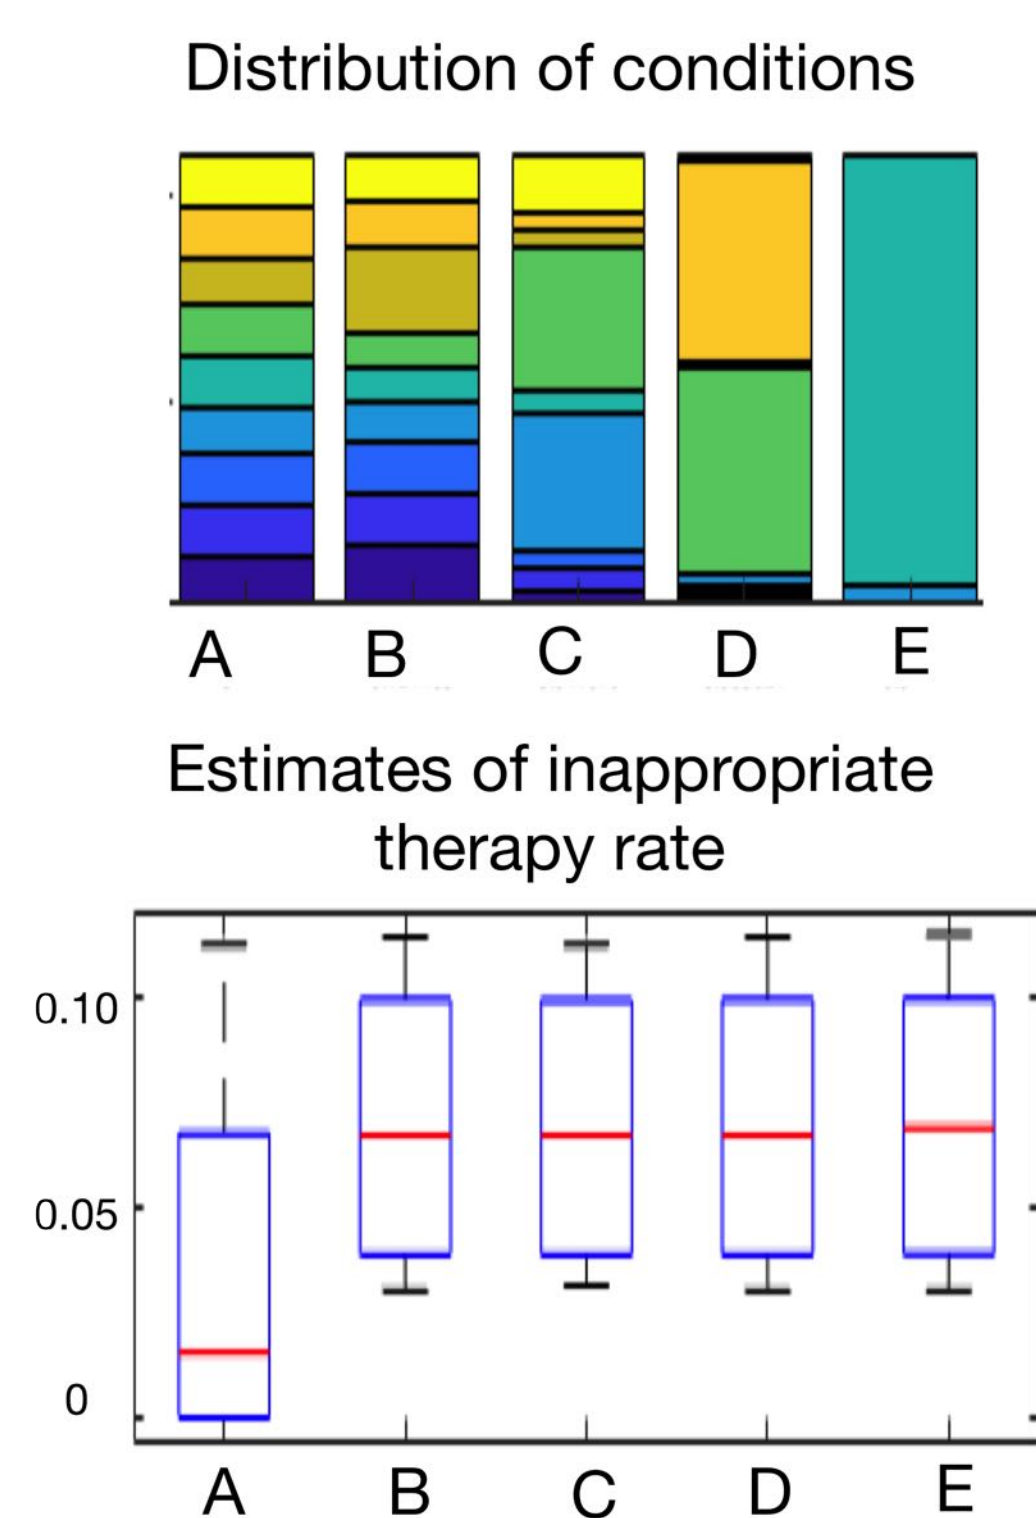 Distribution of conditions
A B C D E
Estimates of inappropriate
therapy rate
0.10
0.05
0
A B C D E